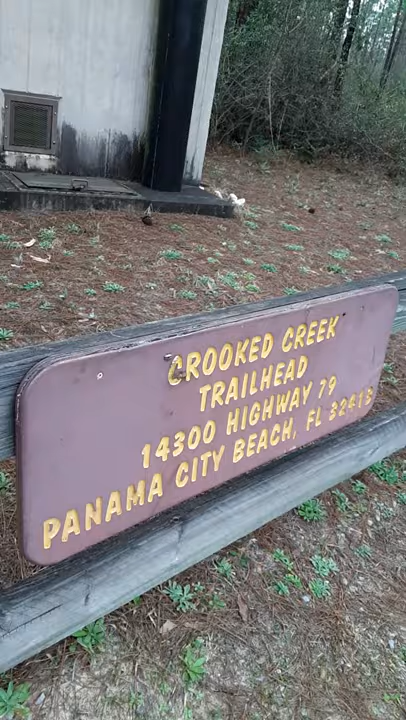 CROOKED CREEK
TRAILHEAD
14300 HIGHWAY 79
PANAMA CITY BEACH, FL 32413